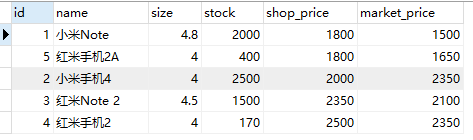 id name size stock shop_price market_price
1 小米Note 4.8 2000 1800 1500
5 红米手机2A 4 400 1800 1650
2 小米手机4 4 2500 2000 2350
3 红米Note 2 4.5 1500 2350 2100
4 红米手机2 4 170 2500 2350